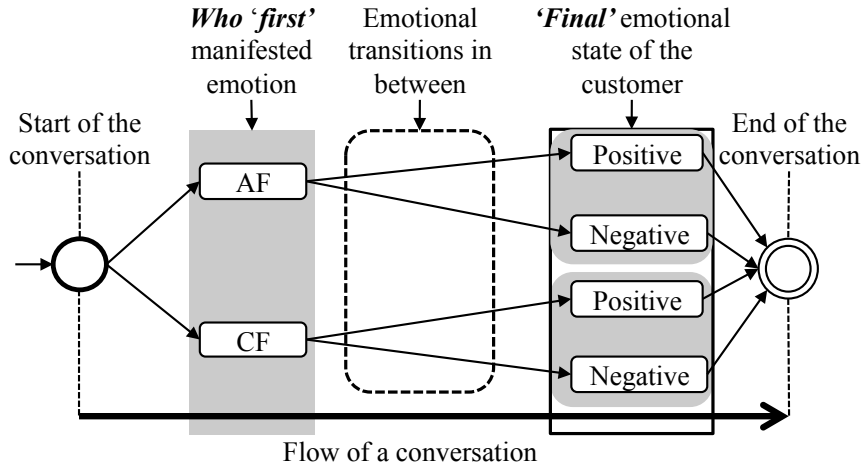 Who ‘first’
manifested
emotion
Emotional
transitions in
between
‘Final’ emotional
state of the
customer
Start of the
conversation
End of the
conversation
AF
Positive
Negative
CF
Positive
Negative
Flow of a conversation